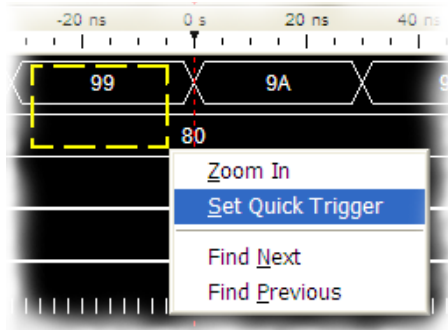 -20 ns 0 s 20 ns 40 ns
99 9A 9
80
Zoom In
Set Quick Trigger
Find Next
Find Previous